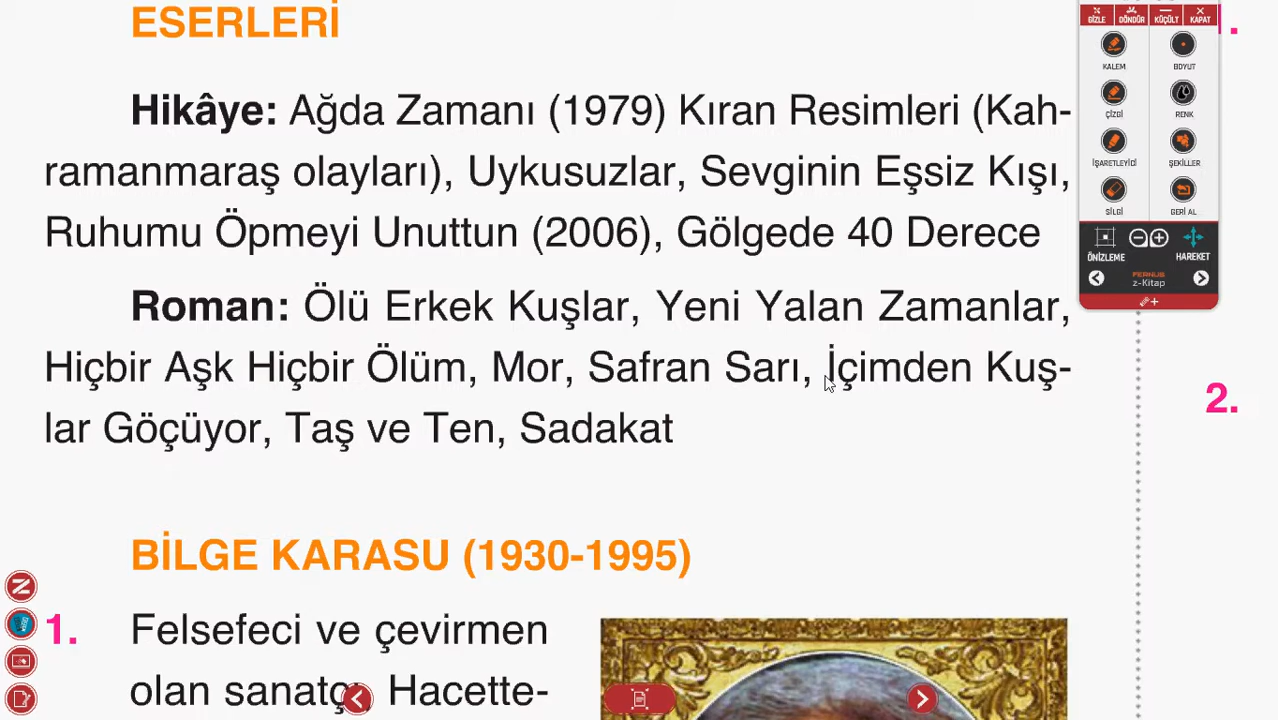 ESERLERİ
Hikâye: Ağda Zamanı (1979) Kıran Resimleri (Kah-
ramanmaraş olayları), Uykusuzlar, Sevginin Eşsiz Kışı,
Ruhumu Öpmeyi Unuttun (2006), Gölgede 40 Derece
Roman: Ölü Erkek Kuşlar, Yeni Yalan Zamanlar,
Hiçbir Aşk Hiçbir Ölüm, Mor, Safran Sarı, İçimden Kuş-
lar Göçüyor, Taş ve Ten, Sadakat
BİLGE KARASU (1930-1995)
1. Felsefeci ve çevirmen
olan sanatçı Hacette-
2.
GİZLE DÖNDÜR KÜÇÜLT KAPAT
KALEM BOYUT
ÇİZGİ RENK
İŞARETLEYİCİ ŞEKİLLER
SİLGİ GERİ AL
ÖNİZLEME HAREKET
FERNUS
z-Kitap